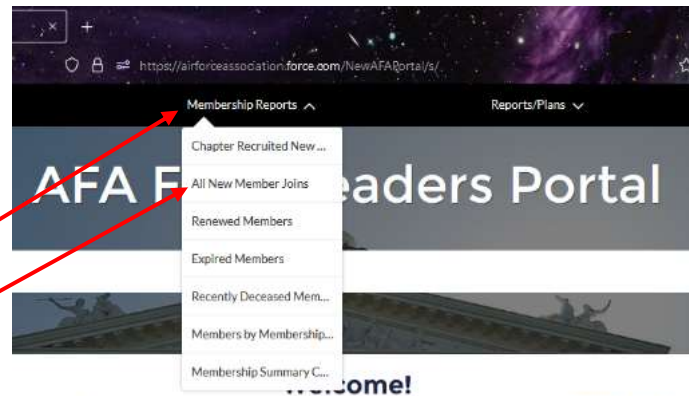 https://airforceassociation.force.com/NewAFAPortal/s/
Membership Reports
Reports/Plans
Chapter Recruited New ...
All New Member Joins
Renewed Members
Expired Members
Recently Deceased Mem...
Members by Membership...
Membership Summary C...
AFA F eaders Portal
come!